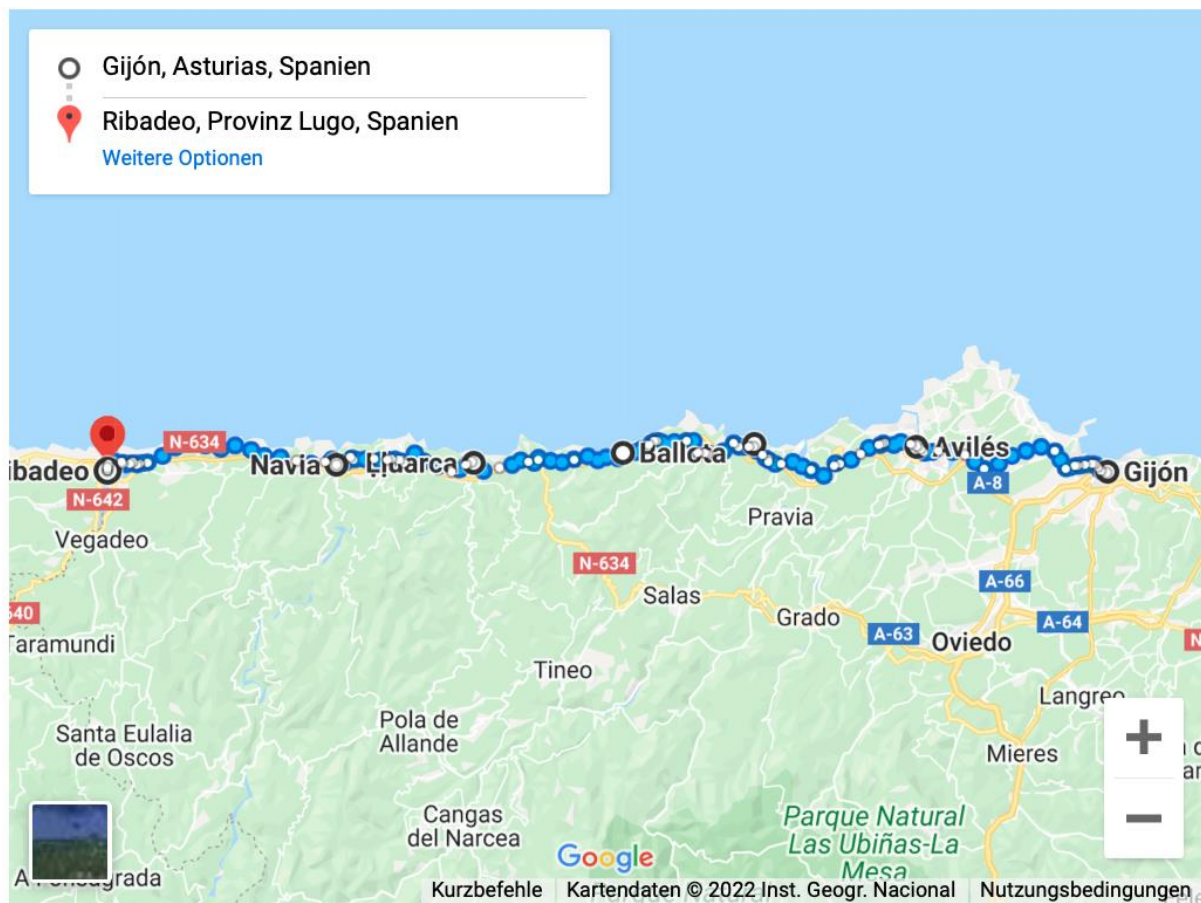 Gijón, Asturias, Spanien
Ribadeo, Provinz Lugo, Spanien
Weitere Optionen
N-634
Avilés
Ballota
Navia
Gijón
ibadeo
A-8
N-642
Pravia
Vegadeo
N-634
A-66
Salas
640
Grado
A-64
A-63
Taramundi
Oviedo
N
Tineo
Langreo
Pola de
Allande
Santa Eulalia
de Oscos
Mieres
+
Cangas
del Narcea
Parque Natural
Las Ubiñas-La
Mesa
−
Google
Kurzbefehle
Kartendaten © 2022 Inst. Geogr. Nacional
Nutzungsbedingungen